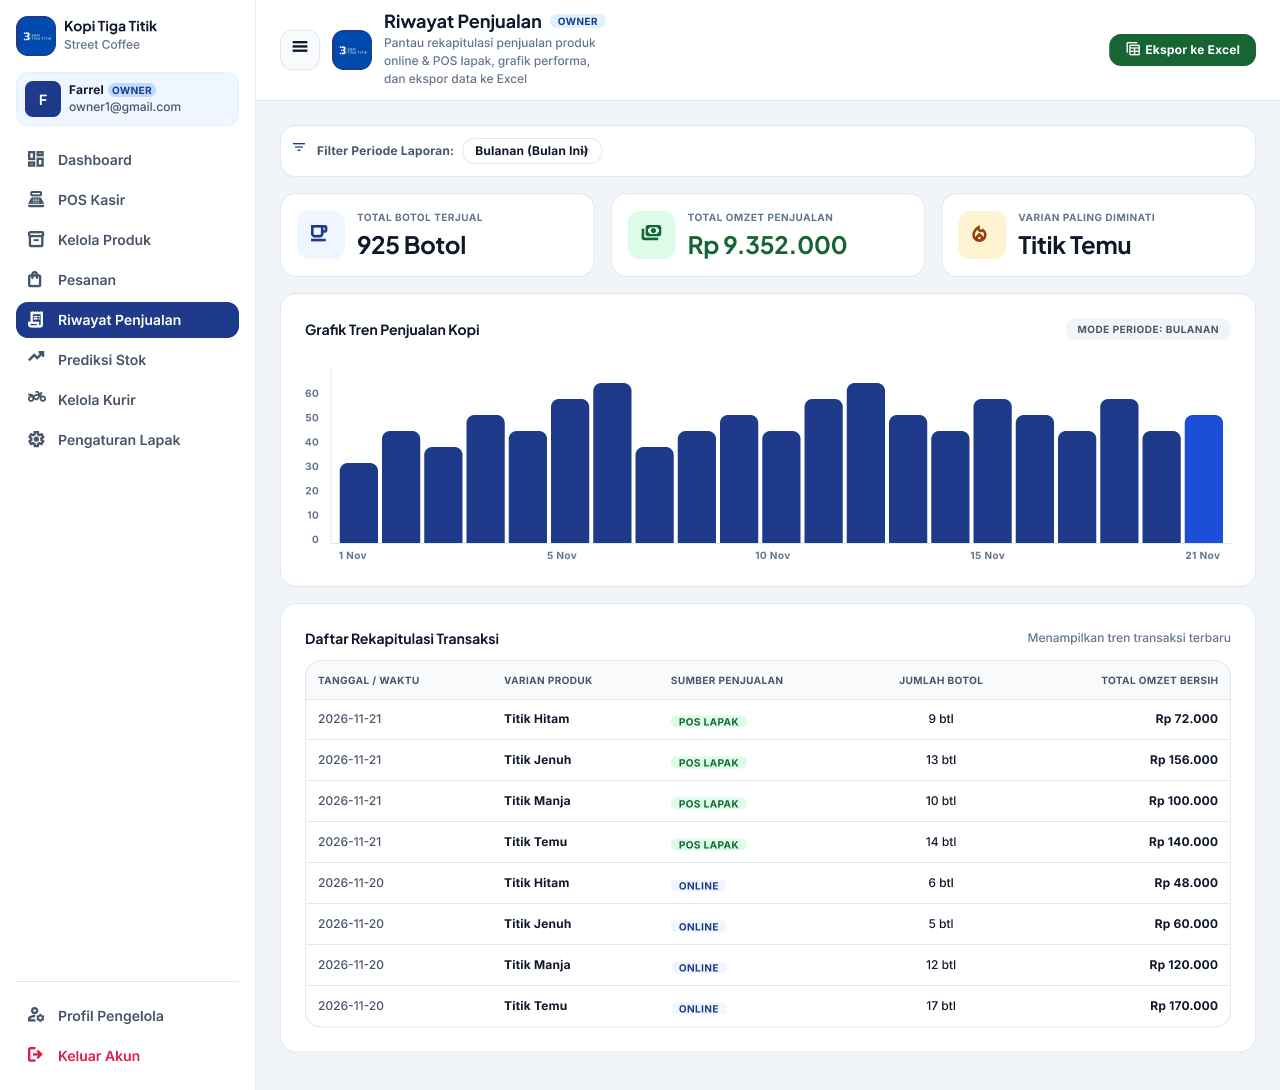 Kopi Tiga Titik
Street Coffee
F
Farrel OWNER
owner1@gmail.com
Dashboard
POS Kasir
Kelola Produk
Pesanan
Riwayat Penjualan
Prediksi Stok
Kelola Kurir
Pengaturan Lapak
Profil Pengelola
Keluar Akun
Riwayat Penjualan OWNER
Pantau rekapitulasi penjualan produk
online & POS lapak, grafik performa,
dan ekspor data ke Excel
Ekspor ke Excel
Filter Periode Laporan: Bulanan (Bulan Ini)
TOTAL BOTOL TERJUAL
925 Botol
TOTAL OMZET PENJUALAN
Rp 9.352.000
VARIAN PALING DIMINATI
Titik Temu
Grafik Tren Penjualan Kopi
MODE PERIODE: BULANAN
60
50
40
30
20
10
0
1 Nov 5 Nov 10 Nov 15 Nov 21 Nov
Daftar Rekapitulasi Transaksi
Menampilkan tren transaksi terbaru
TANGGAL / WAKTU VARIAN PRODUK SUMBER PENJUALAN JUMLAH BOTOL TOTAL OMZET BERSIH
2026-11-21 Titik Hitam POS LAPAK 9 btl Rp 72.000
2026-11-21 Titik Jenuh POS LAPAK 13 btl Rp 156.000
2026-11-21 Titik Manja POS LAPAK 10 btl Rp 100.000
2026-11-21 Titik Temu POS LAPAK 14 btl Rp 140.000
2026-11-20 Titik Hitam ONLINE 6 btl Rp 48.000
2026-11-20 Titik Jenuh ONLINE 5 btl Rp 60.000
2026-11-20 Titik Manja ONLINE 12 btl Rp 120.000
2026-11-20 Titik Temu ONLINE 17 btl Rp 170.000